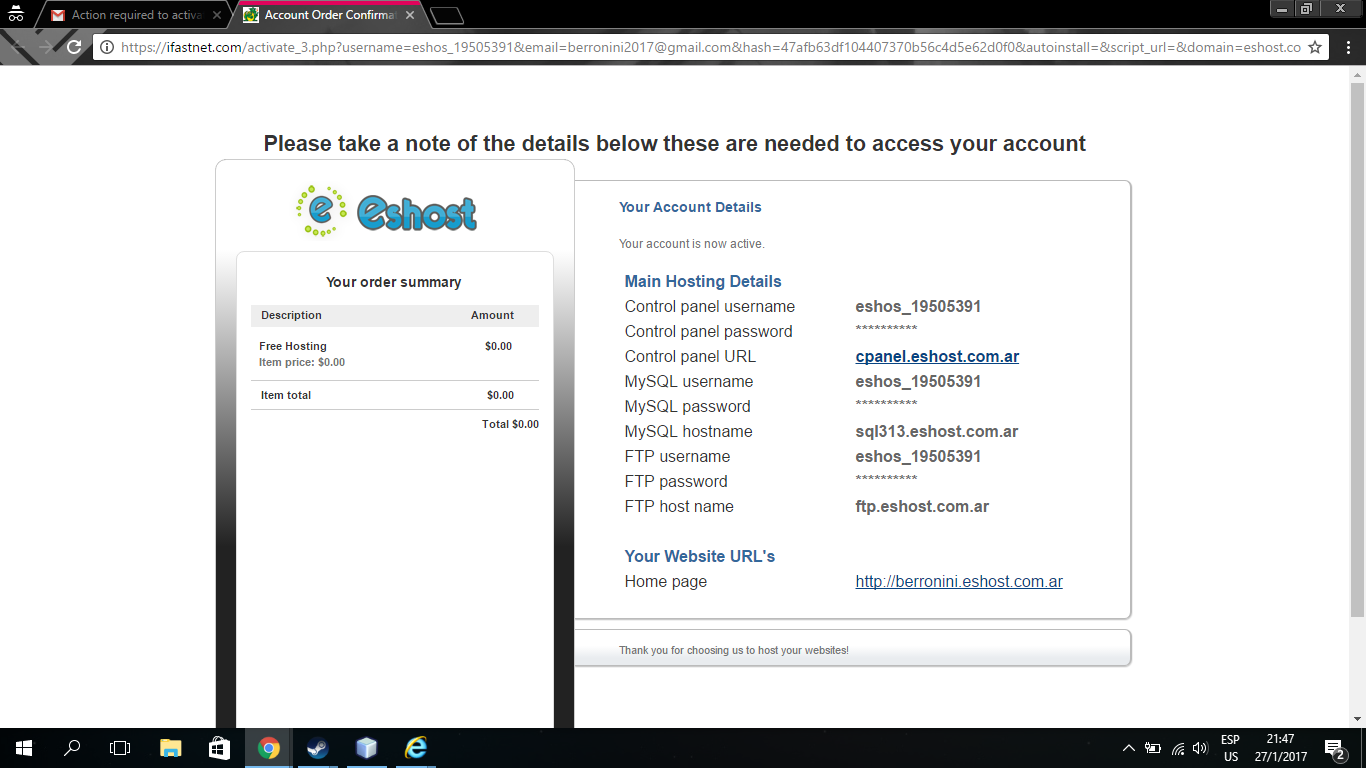 Action required to activa
Account Order Confirma
https://ifastnet.com/activate_3.php?username=eshos_19505391&email=berronini2017@gmail.com&hash=47afb63df104407370b56c4d5e62d0f0&autoinstall=&script_url=&domain=eshost.co
Please take a note of the details below these are needed to access your account
e eshost
Your order summary
Description Amount
Free Hosting $0.00
Item price: $0.00
Item total $0.00
Total $0.00
Your Account Details
Your account is now active.
Main Hosting Details
Control panel username eshos_19505391
Control panel password **********
Control panel URL cpanel.eshost.com.ar
MySQL username eshos_19505391
MySQL password **********
MySQL hostname sql313.eshost.com.ar
FTP username eshos_19505391
FTP password **********
FTP host name ftp.eshost.com.ar
Your Website URL's
Home page http://berronini.eshost.com.ar
Thank you for choosing us to host your websites!
ESP
US
21:47
27/1/2017
2